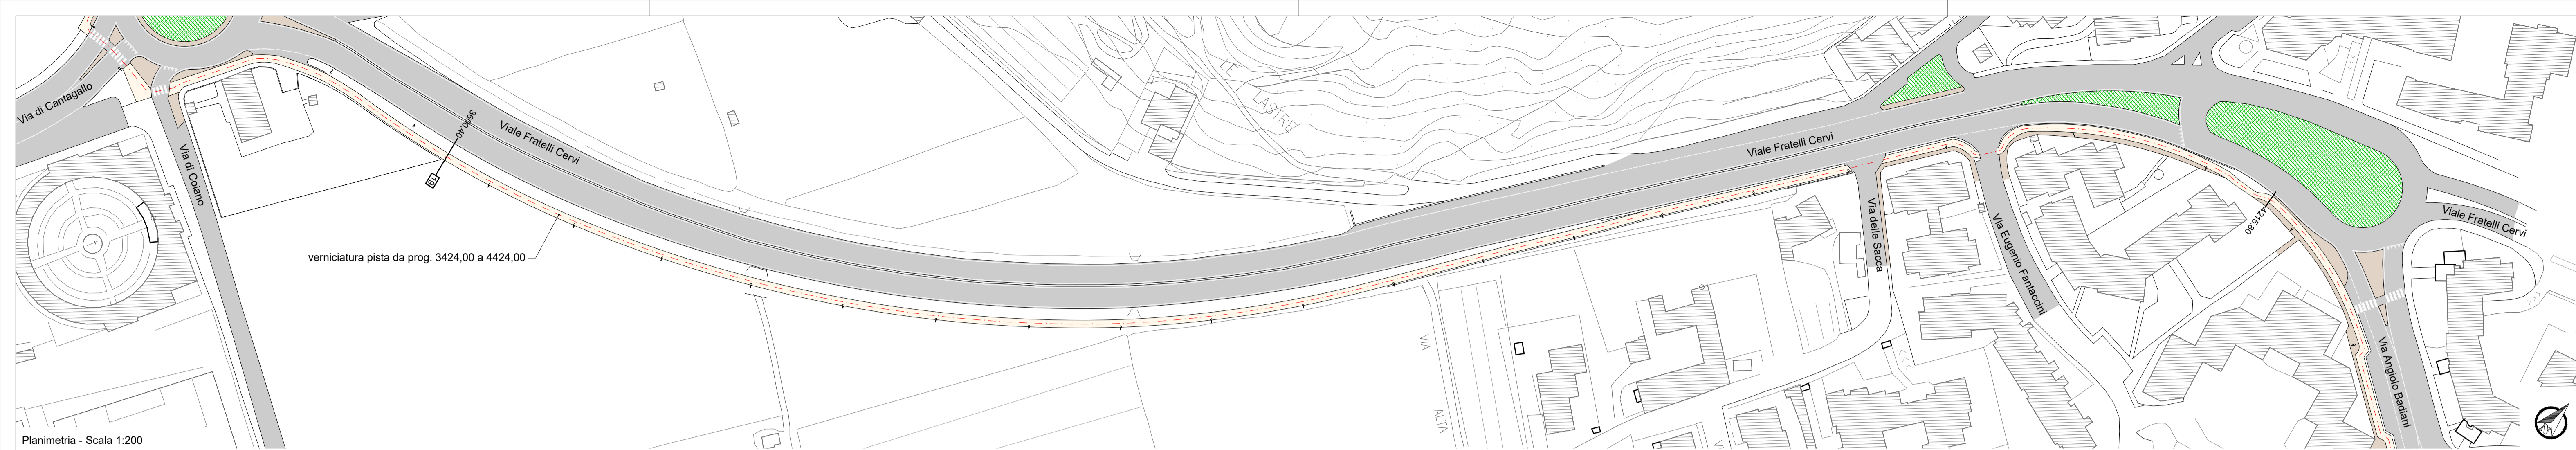 Via di Cantagallo
Via di Coiano
3600.40
19
Viale Fratelli Cervi
verniciatura pista da prog. 3424,00 a 4424,00
LE
LASTRE
VIA
ALTA
Viale Fratelli Cervi
Via delle Sacca
Via Eugenio Fantaccini
4215.80
Viale Fratelli Cervi
Via Angiolo Badiani
Planimetria - Scala 1:200